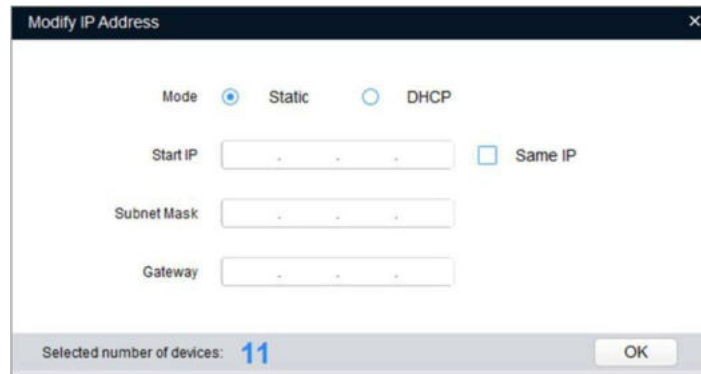 Modify IP Address ×
Mode Static DHCP
Start IP . . . Same IP
Subnet Mask . . .
Gateway . . .
Selected number of devices: 11 OK